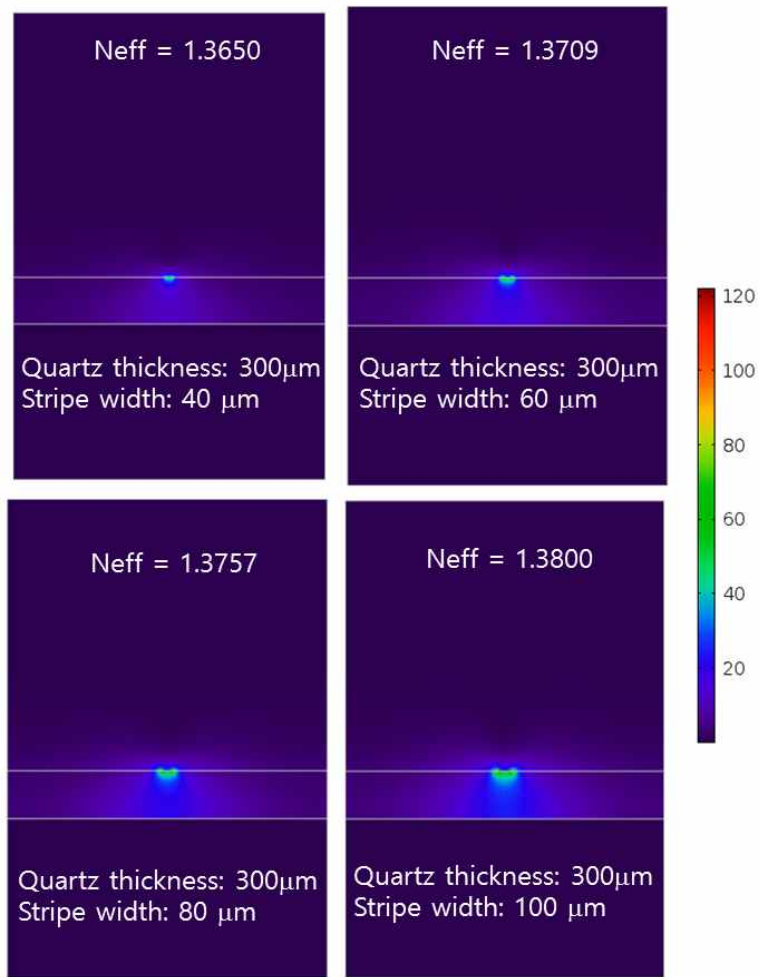 Neff = 1.3650
Quartz thickness: 300μm
Stripe width: 40 μm
Neff = 1.3709
Quartz thickness: 300μm
Stripe width: 60 μm
Neff = 1.3757
Quartz thickness: 300μm
Stripe width: 80 μm
Neff = 1.3800
Quartz thickness: 300μm
Stripe width: 100 μm
120
100
80
60
40
20